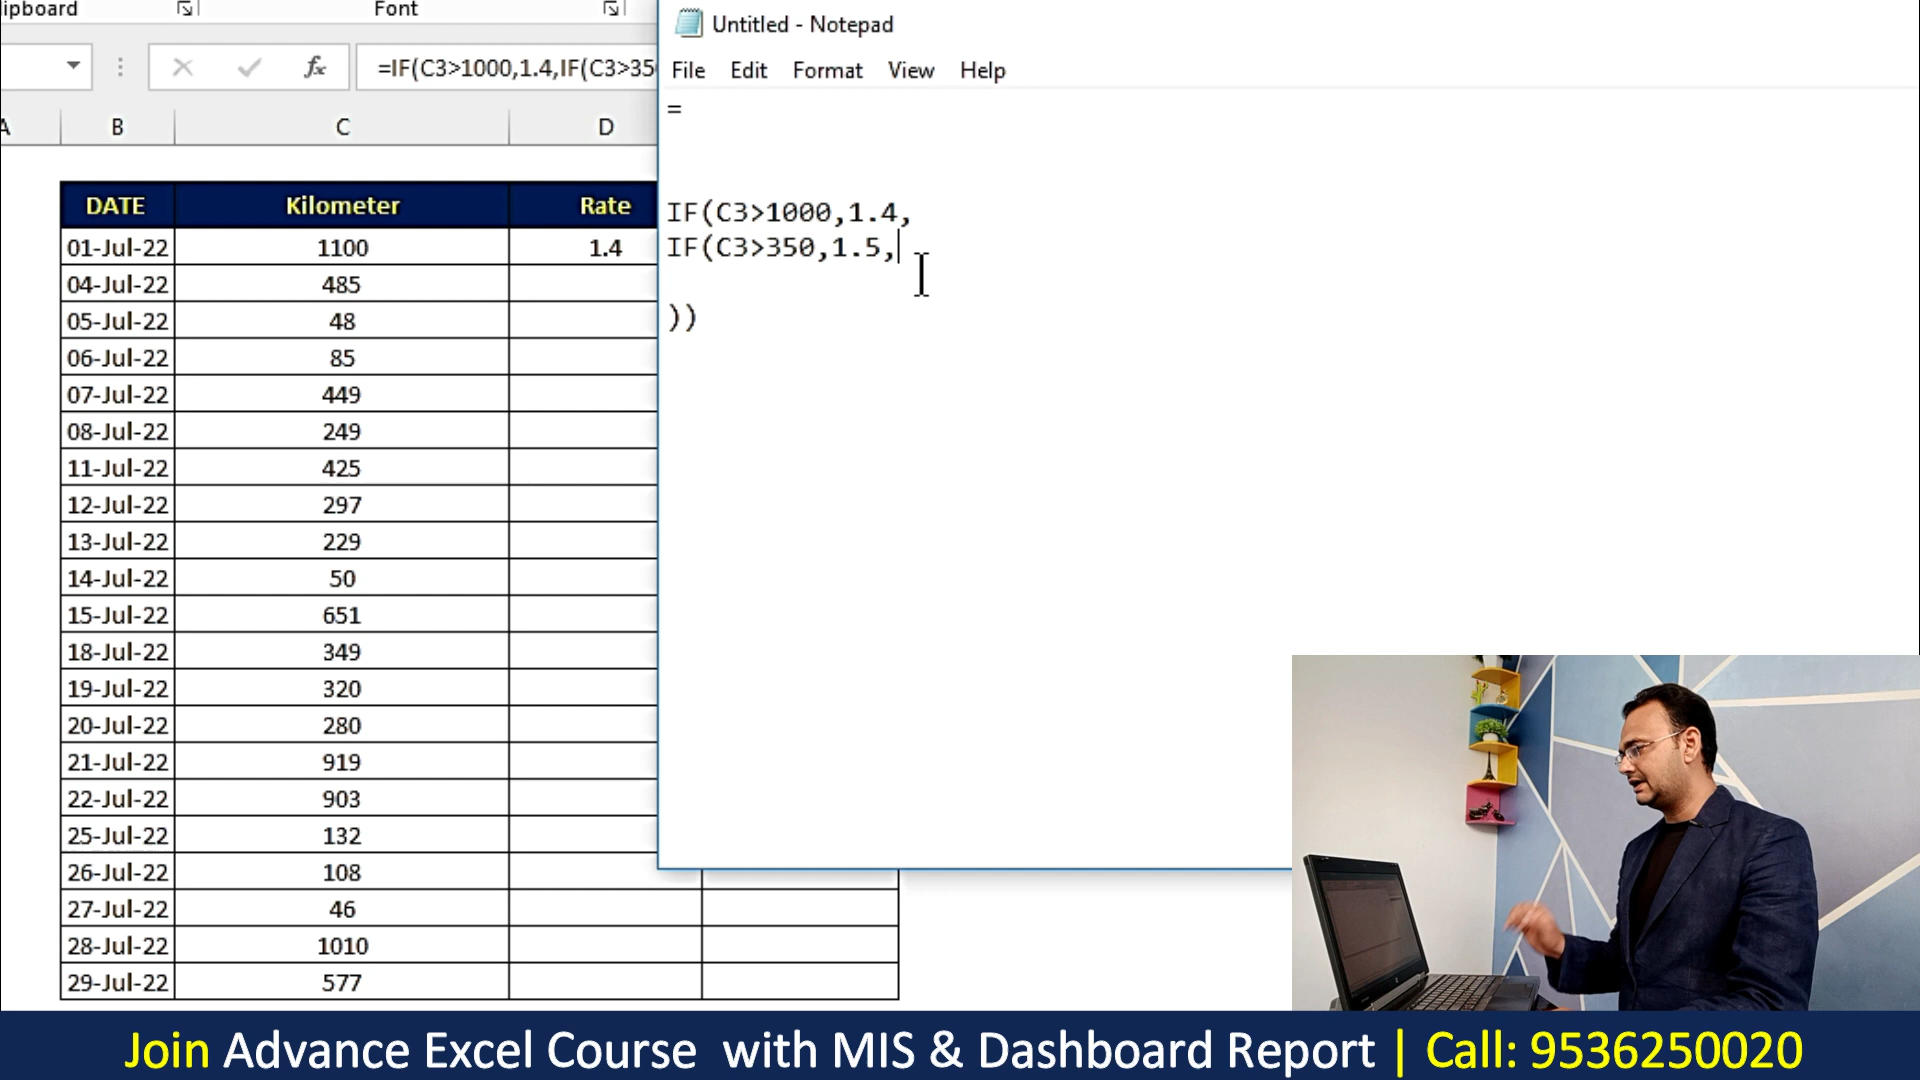 lipboard
Font
fx
=IF(C3>1000,1.4,IF(C3>35
A B C D
DATE Kilometer Rate
01-Jul-22 1100 1.4
04-Jul-22 485
05-Jul-22 48
06-Jul-22 85
07-Jul-22 449
08-Jul-22 249
11-Jul-22 425
12-Jul-22 297
13-Jul-22 229
14-Jul-22 50
15-Jul-22 651
18-Jul-22 349
19-Jul-22 320
20-Jul-22 280
21-Jul-22 919
22-Jul-22 903
25-Jul-22 132
26-Jul-22 108
27-Jul-22 46
28-Jul-22 1010
29-Jul-22 577
Untitled - Notepad
File Edit Format View Help
=
IF(C3>1000,1.4,
IF(C3>350,1.5,
))
Join Advance Excel Course with MIS & Dashboard Report | Call: 9536250020